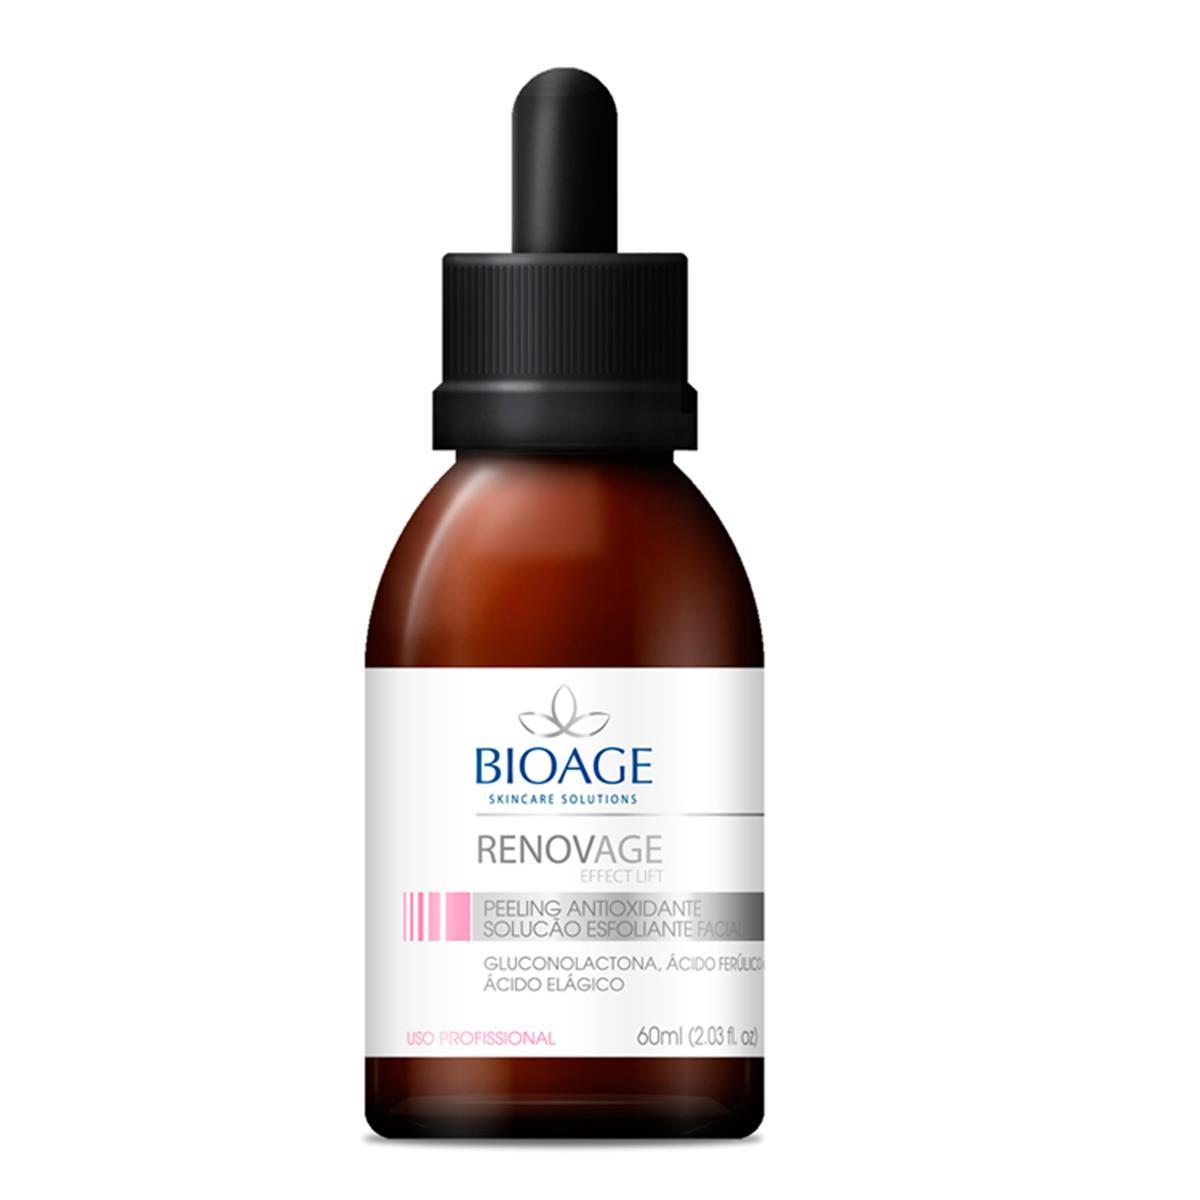 BIOAGE
SKINCARE SOLUTIONS
RENOVAGE
EFFECT LIFT
PEELING ANTIOXIDANTE
SOLUCÃO ESFOLIANTE FACIAL
GLUCONOLACTONA, ÁCIDO FERÚLICO
ÁCIDO ELÁGICO
USO PROFISSIONAL
60ml (2.03 fl. oz)